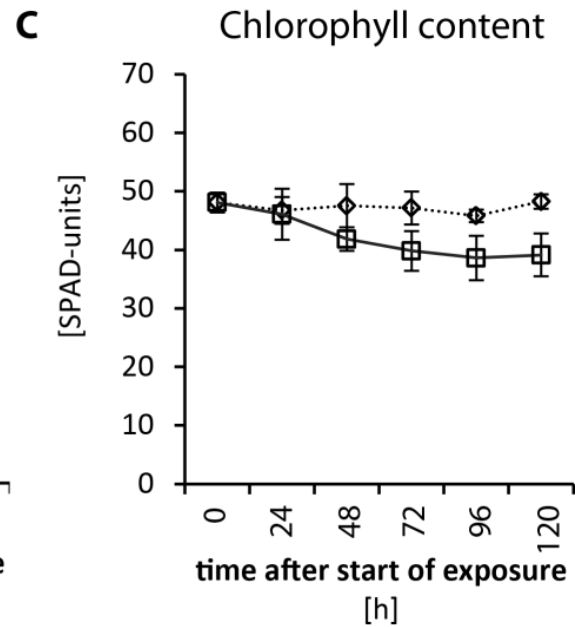 C Chlorophyll content
[SPAD-units]
70
60
50
40
30
20
10
0
0 24 48 72 96 120
time after start of exposure
[h]
e